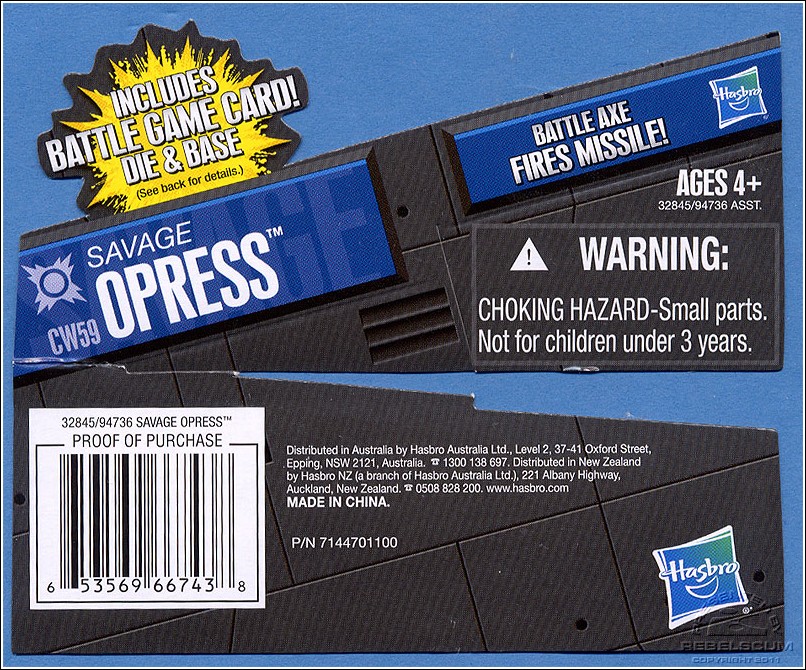 INCLUDES
BATTLE GAME CARD!
DIE & BASE
(See back for details.)
BATTLE AXE
FIRES MISSILE!
Hasbro
AGES 4+
32845/94736 ASST.
SAVAGE
SAVAGE
OPRESS™
CW59
WARNING:
CHOKING HAZARD-Small parts.
Not for children under 3 years.
32845/94736 SAVAGE OPRESS™
PROOF OF PURCHASE
6 53569 66743 8
Distributed in Australia by Hasbro Australia Ltd., Level 2, 37-41 Oxford Street,
Epping, NSW 2121, Australia. ☎ 1300 138 697. Distributed in New Zealand
by Hasbro NZ (a branch of Hasbro Australia Ltd.), 221 Albany Highway,
Auckland, New Zealand. ☎ 0508 828 200. www.hasbro.com
MADE IN CHINA.
P/N 7144701100
Hasbro®
REBELSCUM
COPYRIGHT 2011